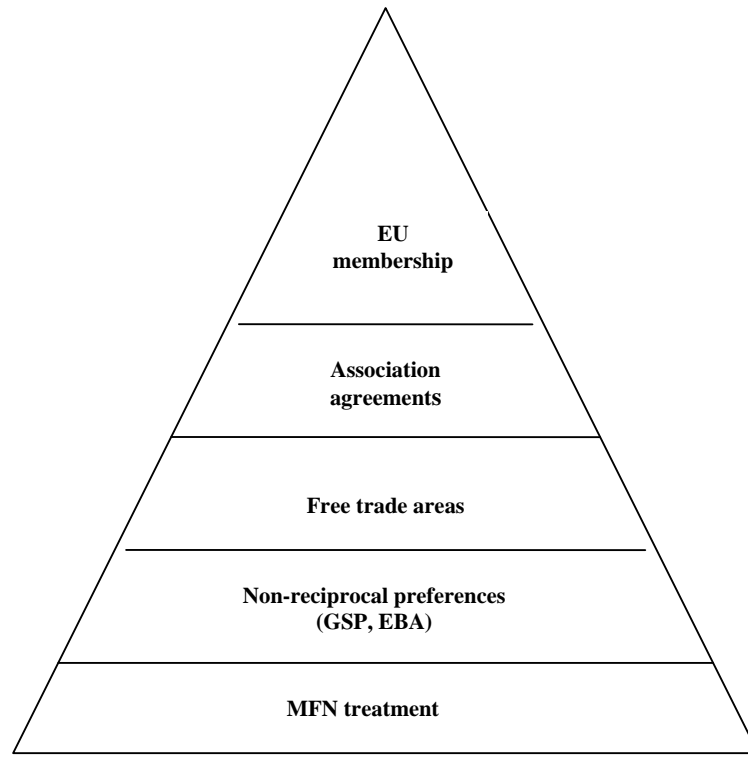 EU
membership
Association
agreements
Free trade areas
Non-reciprocal preferences
(GSP, EBA)
MFN treatment